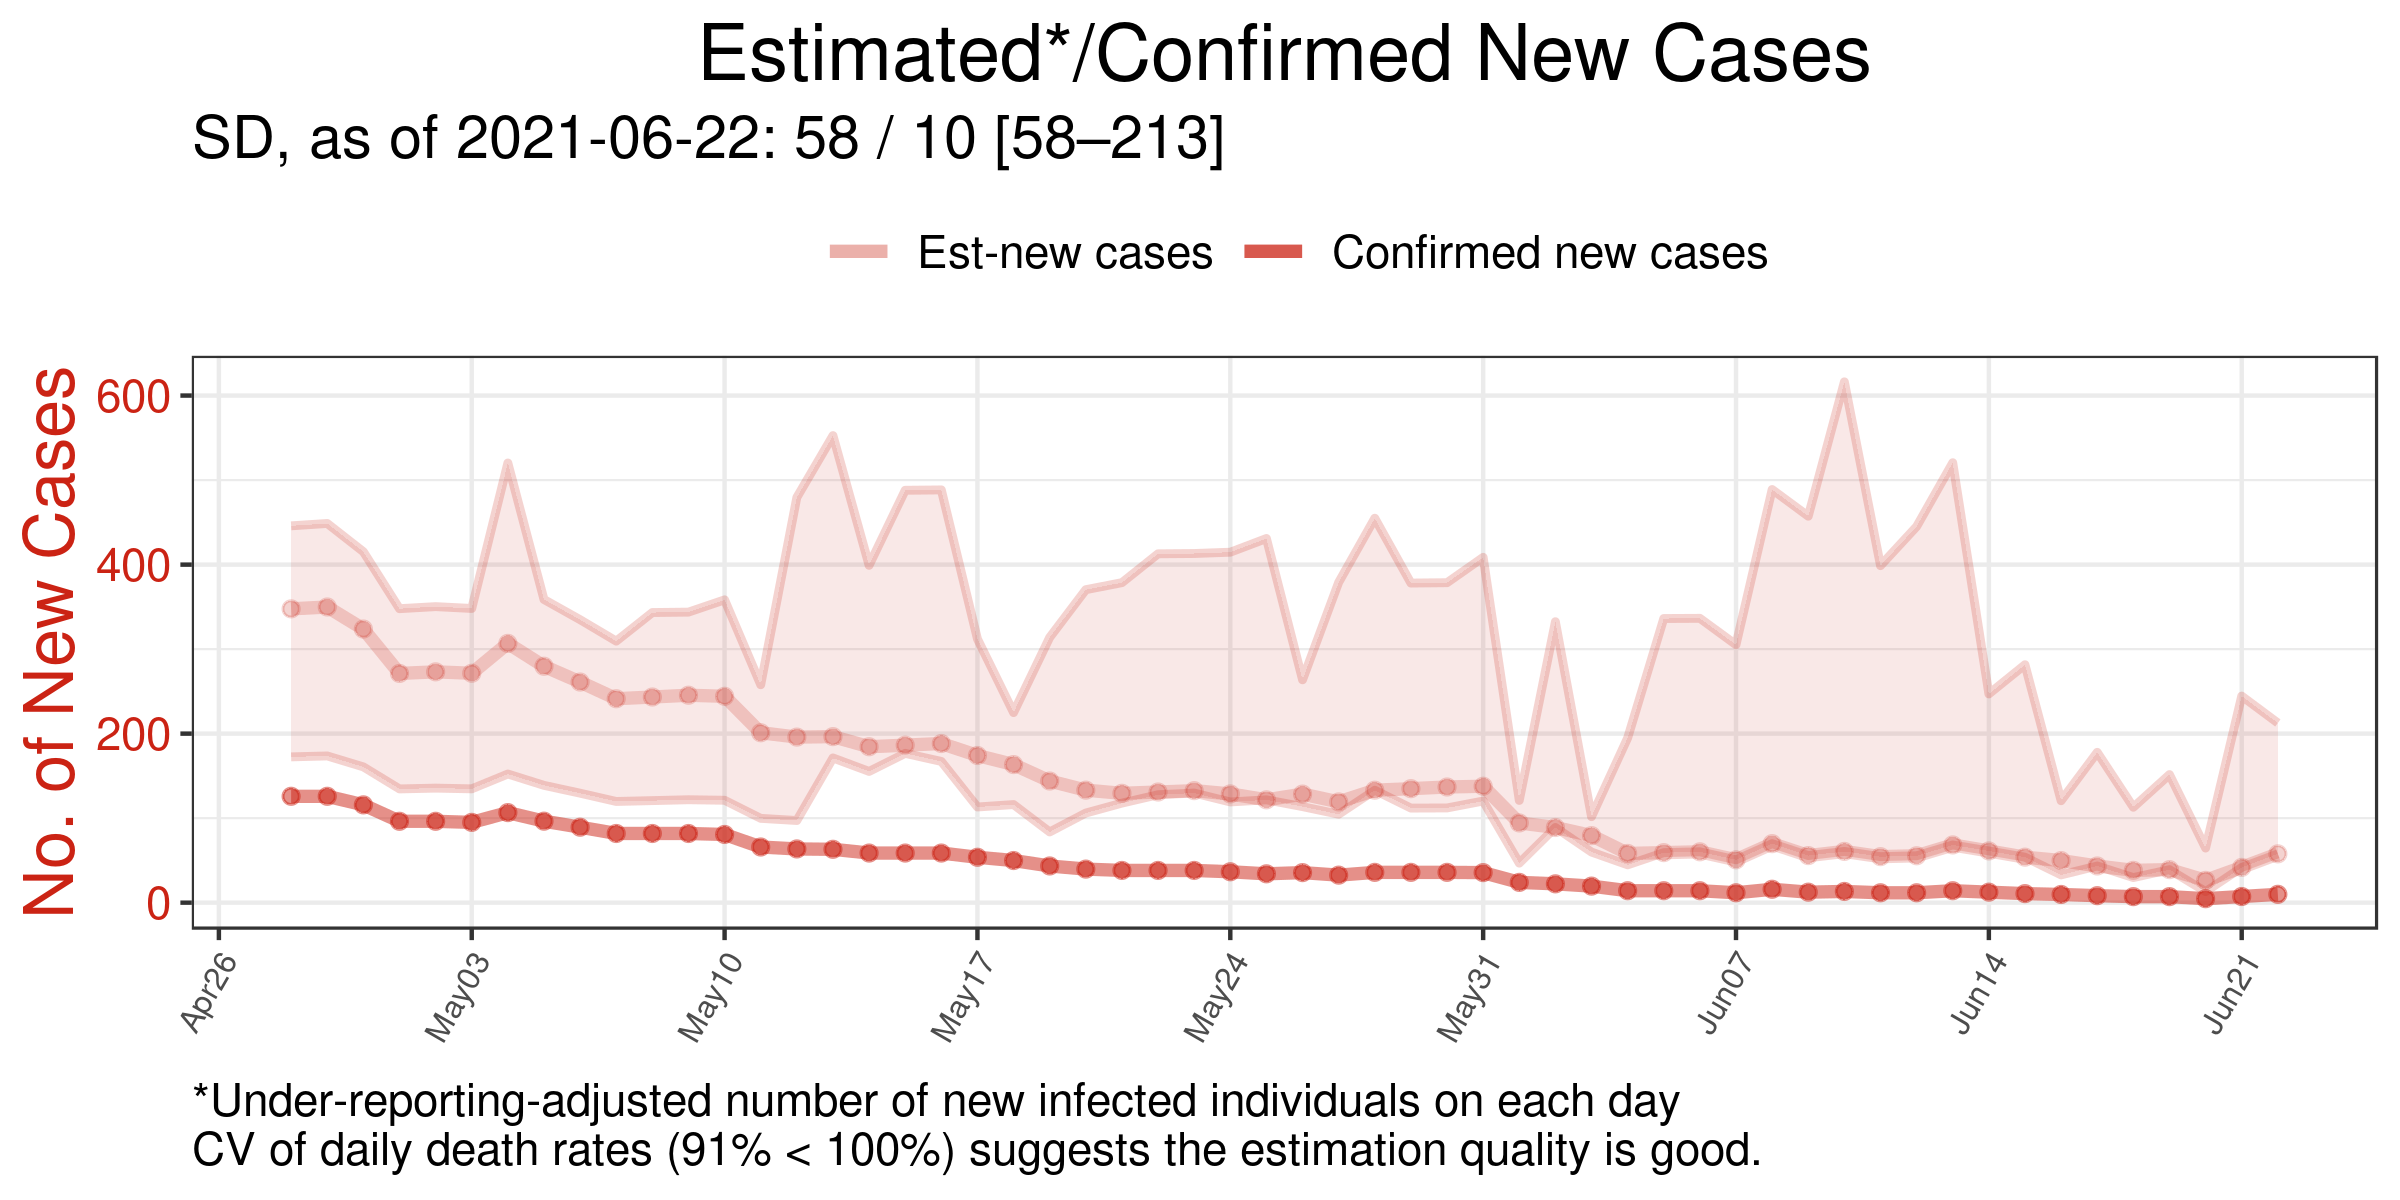 Estimated*/Confirmed New Cases
SD, as of 2021-06-22: 58 / 10 [58–213]
Est-new cases
Confirmed new cases
No. of New Cases
600
400
200
0
Apr26
May03
May10
May17
May24
May31
Jun07
Jun14
Jun21
*Under-reporting-adjusted number of new infected individuals on each day
CV of daily death rates (91% < 100%) suggests the estimation quality is good.